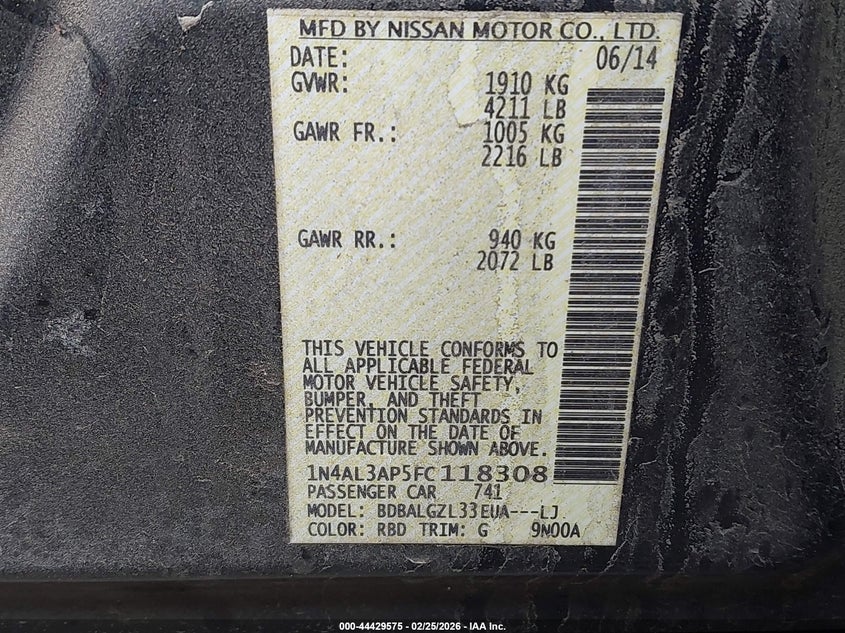 MFD BY NISSAN MOTOR CO., LTD.
DATE: 06/14
GVWR: 1910 KG
4211 LB
GAWR FR.: 1005 KG
2216 LB
GAWR RR.: 940 KG
2072 LB
THIS VEHICLE CONFORMS TO
ALL APPLICABLE FEDERAL
MOTOR VEHICLE SAFETY,
BUMPER, AND THEFT
PREVENTION STANDARDS IN
EFFECT ON THE DATE OF
MANUFACTURE SHOWN ABOVE.
1N4AL3AP5FC118308
PASSENGER CAR 741
MODEL: BDBALGZL33EUA---LJ
COLOR: RBD TRIM: G 9N00A
000-44429575 - 02/25/2026 - IAA Inc.